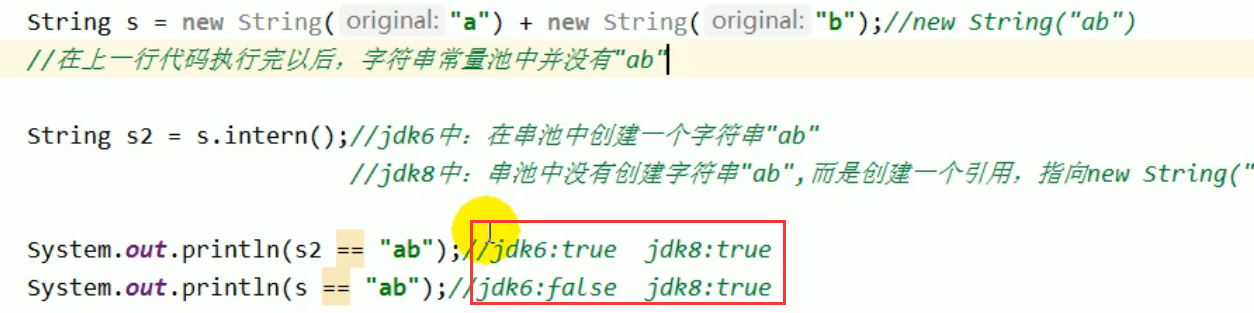 String s = new String( original: "a") + new String( original: "b");//new String("ab")
//在上一行代码执行完以后，字符串常量池中并没有"ab"
String s2 = s.intern();//jdk6中：在串池中创建一个字符串"ab"
//jdk8中：串池中没有创建字符串"ab",而是创建一个引用，指向new String("
System.out.println(s2 == "ab");//jdk6:true  jdk8:true
System.out.println(s == "ab");//jdk6:false  jdk8:true